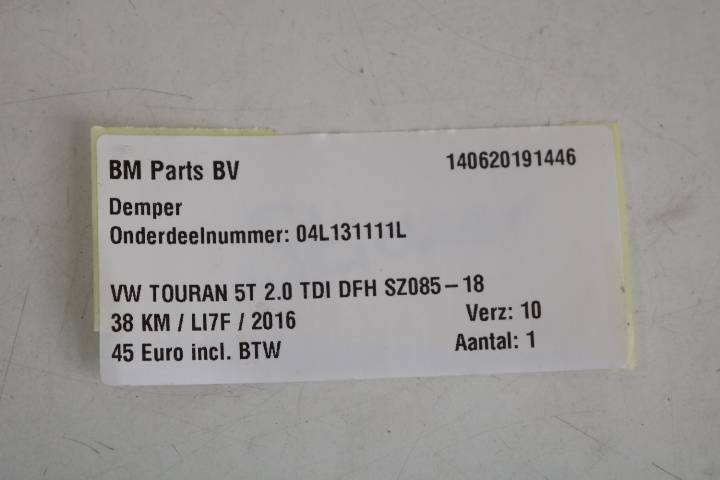 BM Parts BV 140620191446
Demper
Onderdeelnummer: 04L131111L
VW TOURAN 5T 2.0 TDI DFH SZ085-18
38 KM / LI7F / 2016 Verz: 10
45 Euro incl. BTW Aantal: 1